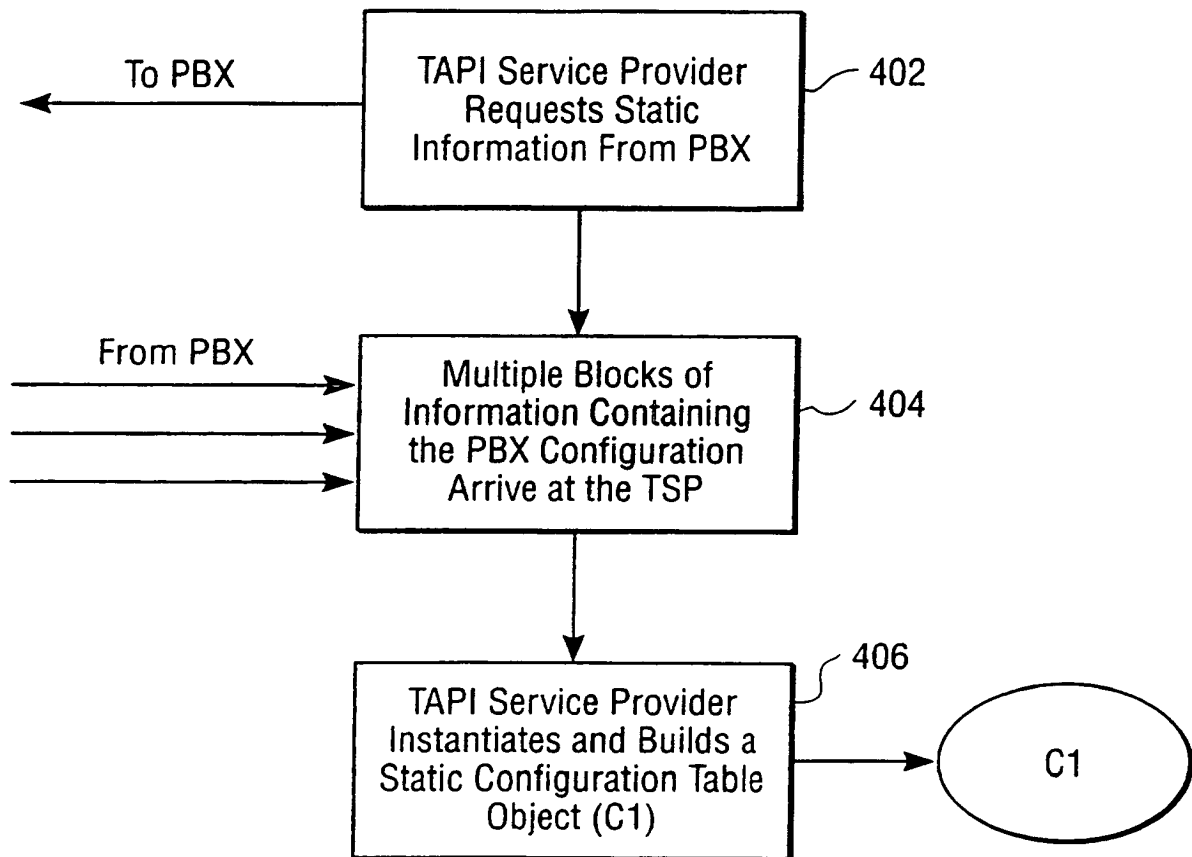 To PBX
TAPI Service Provider
Requests Static
Information From PBX
402
From PBX
Multiple Blocks of
Information Containing
the PBX Configuration
Arrive at the TSP
404
406
TAPI Service Provider
Instantiates and Builds a
Static Configuration Table
Object (C1)
C1